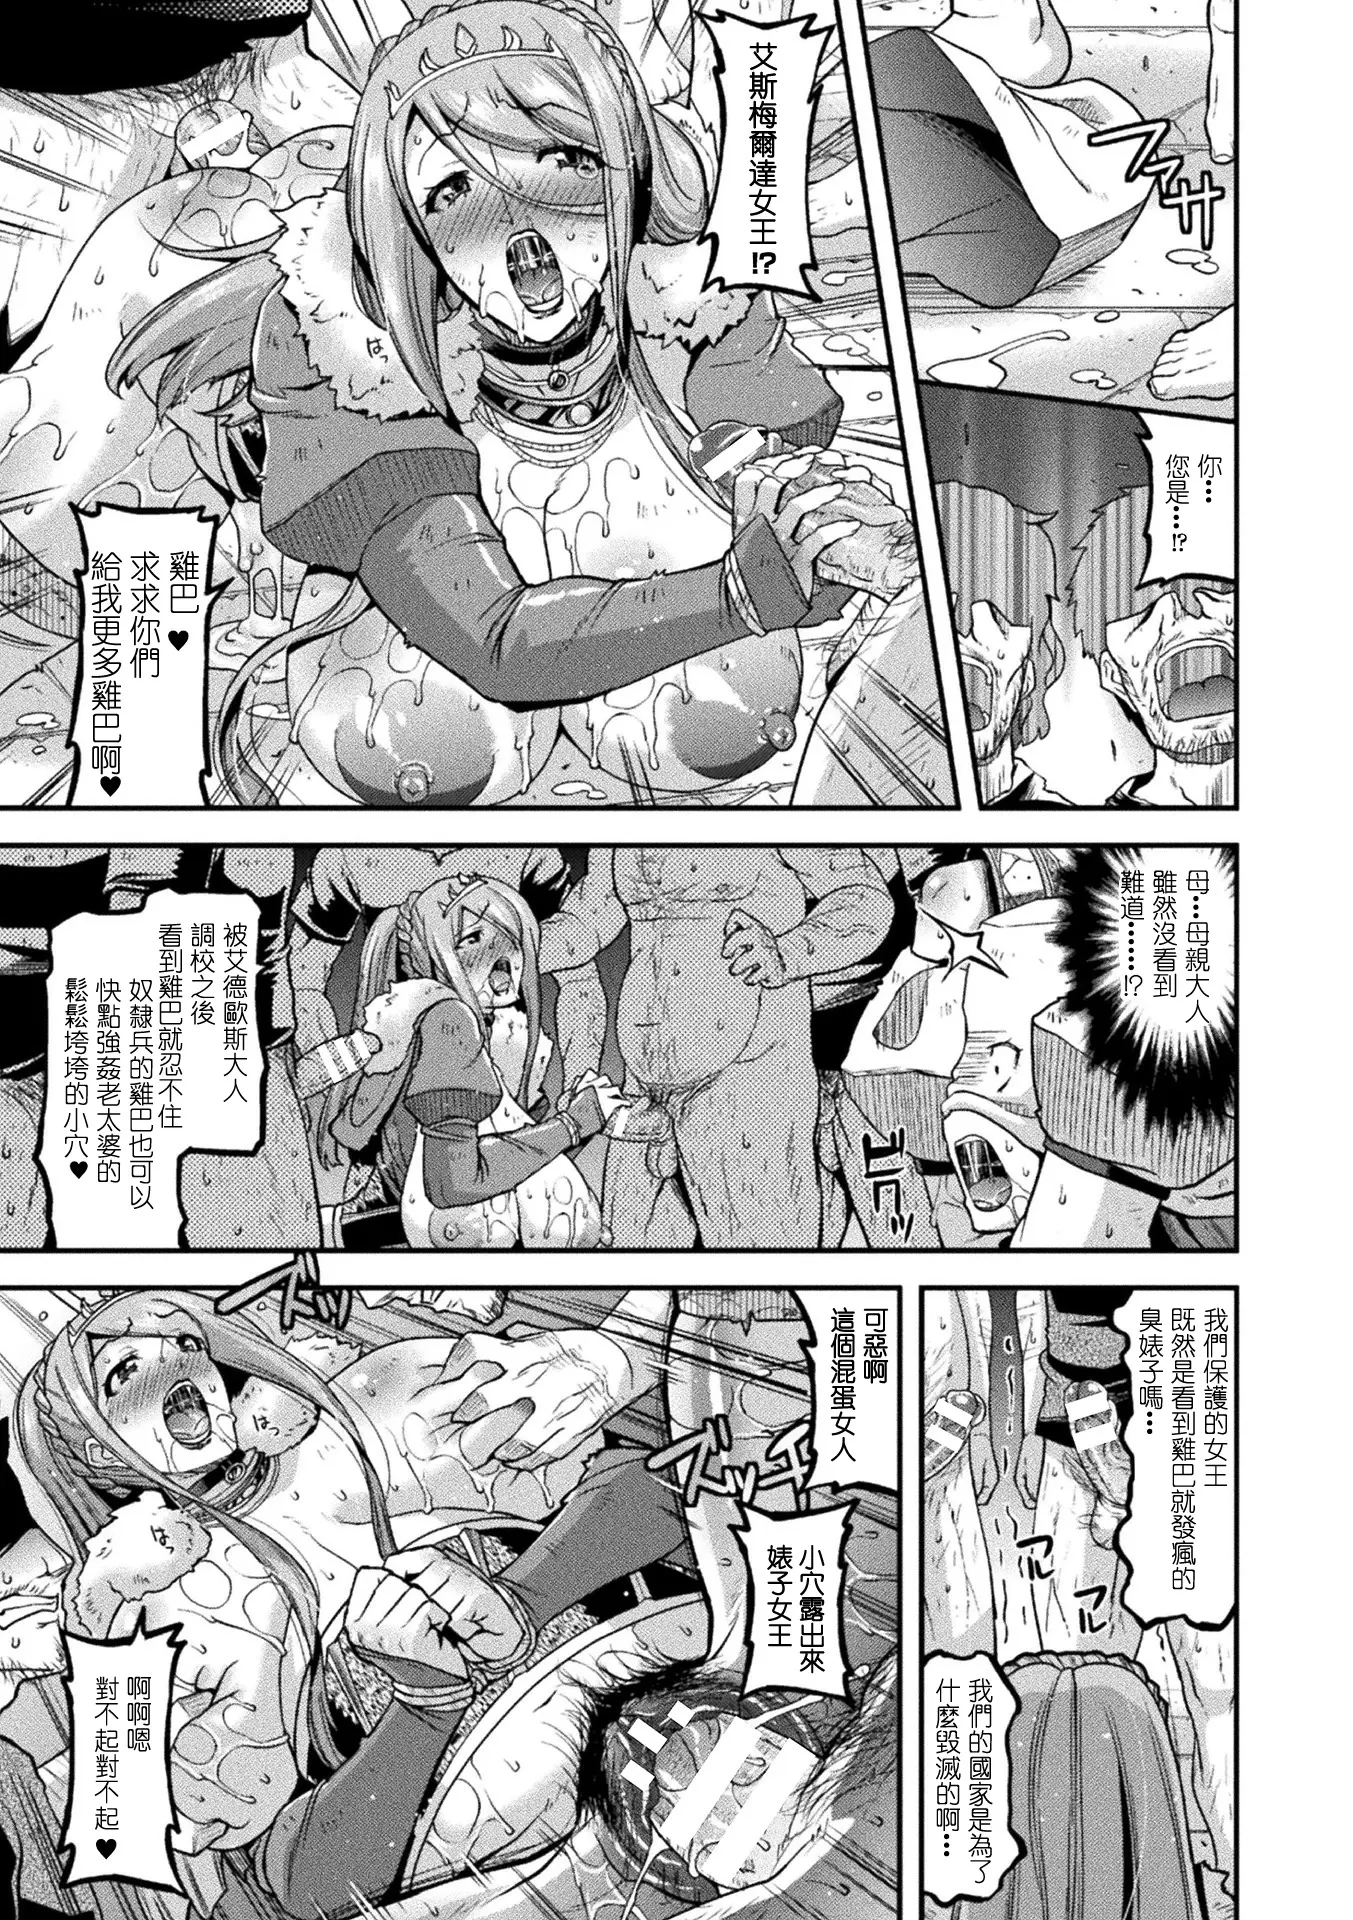 你…
您是……!?
艾斯梅爾達女王!?
雞巴♥
求求你們
給我更多雞巴啊♥
母…母親大人
雖然沒看到
難道………!?
被艾德歐斯大人
調校之後
看到雞巴就忍不住
奴隸兵的雞巴也可以
快點強姦老太婆的
鬆鬆垮垮的小穴♥
我們保護的女王
既然是看到雞巴就發瘋的
臭婊子嗎…
我們的國家是為了
什麼毀滅的啊…
可惡啊
這個混蛋女人
小穴露出來
婊子女王
啊啊嗯
對不起對不起♥